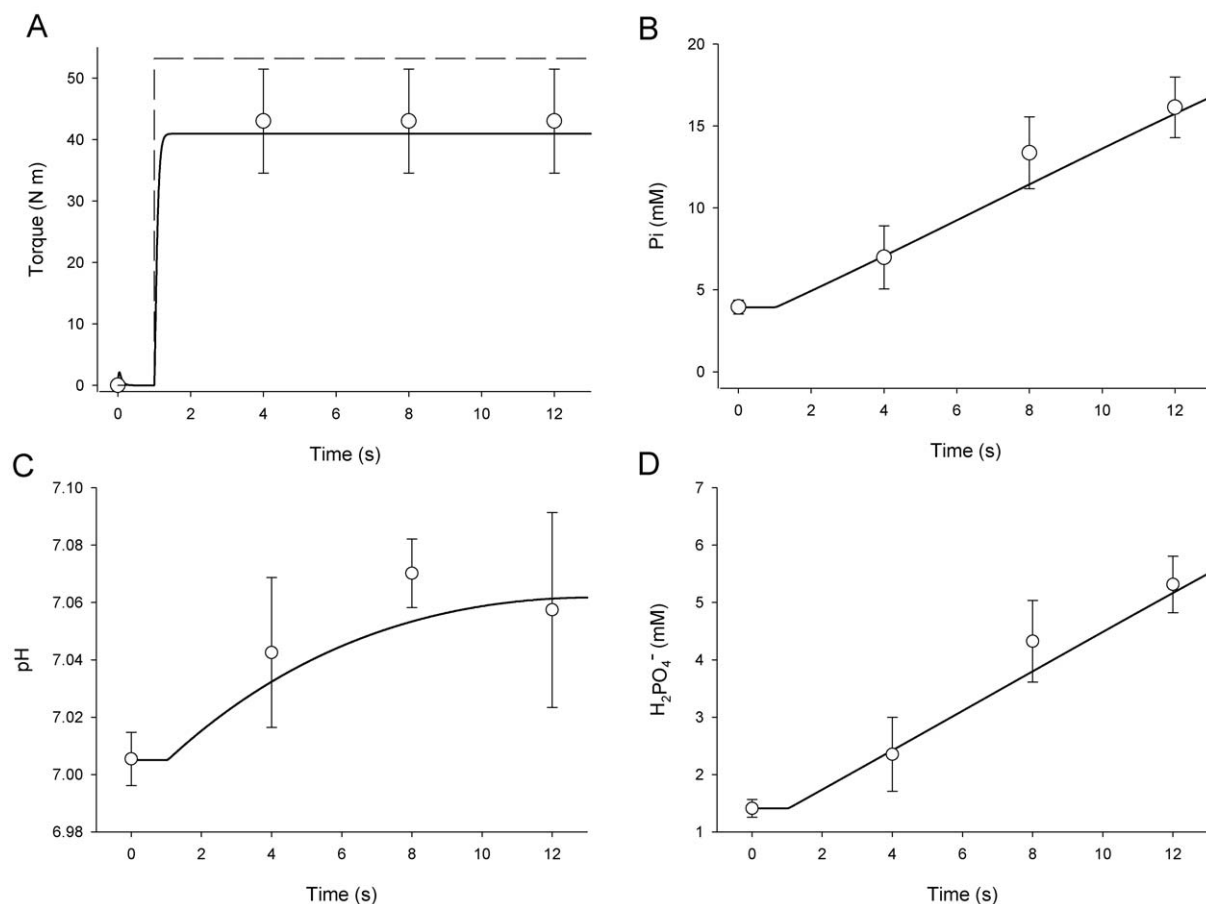 A
Torque (N m)
50
40
30
20
10
0
0 2 4 6 8 10 12
Time (s)
B
Pi (mM)
20
15
10
5
0
0 2 4 6 8 10 12
Time (s)
C
pH
7.10
7.08
7.06
7.04
7.02
7.00
6.98
0 2 4 6 8 10 12
Time (s)
D
H₂PO₄⁻ (mM)
7
6
5
4
3
2
1
0 2 4 6 8 10 12
Time (s)